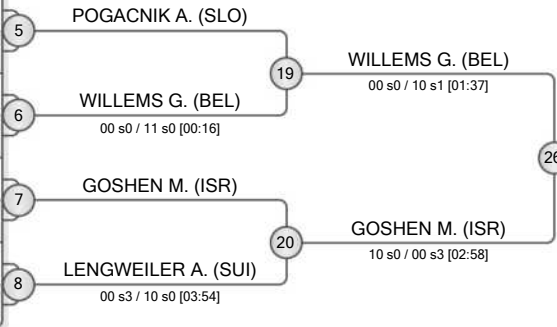 POGACNIK A. (SLO)
5
19
WILLEMS G. (BEL)
00 s0 / 10 s1 [01:37]
WILLEMS G. (BEL)
6
00 s0 / 11 s0 [00:16]
26
GOSHEN M. (ISR)
7
GOSHEN M. (ISR)
20
10 s0 / 00 s3 [02:58]
LENGWEILER A. (SUI)
8
00 s3 / 10 s0 [03:54]